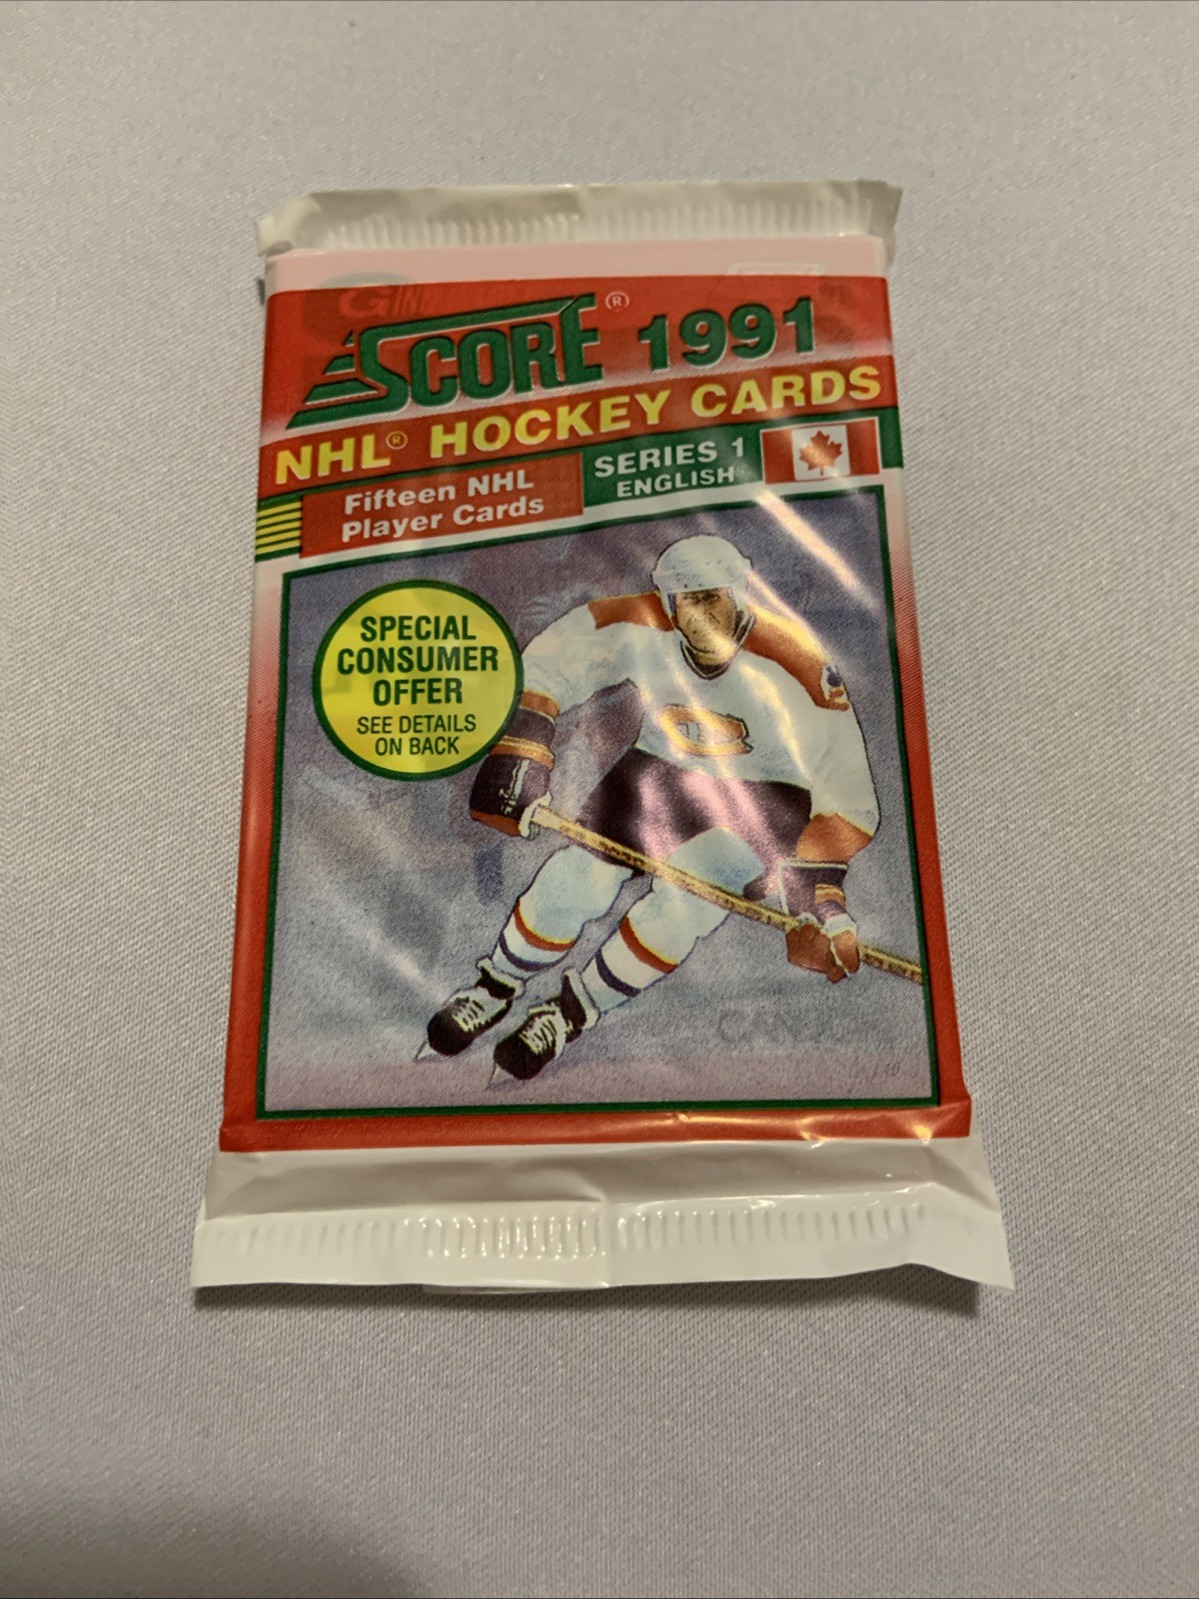 SCORE® 1991
NHL® HOCKEY CARDS
Fifteen NHL
Player Cards
SERIES 1
ENGLISH
SPECIAL
CONSUMER
OFFER
SEE DETAILS
ON BACK